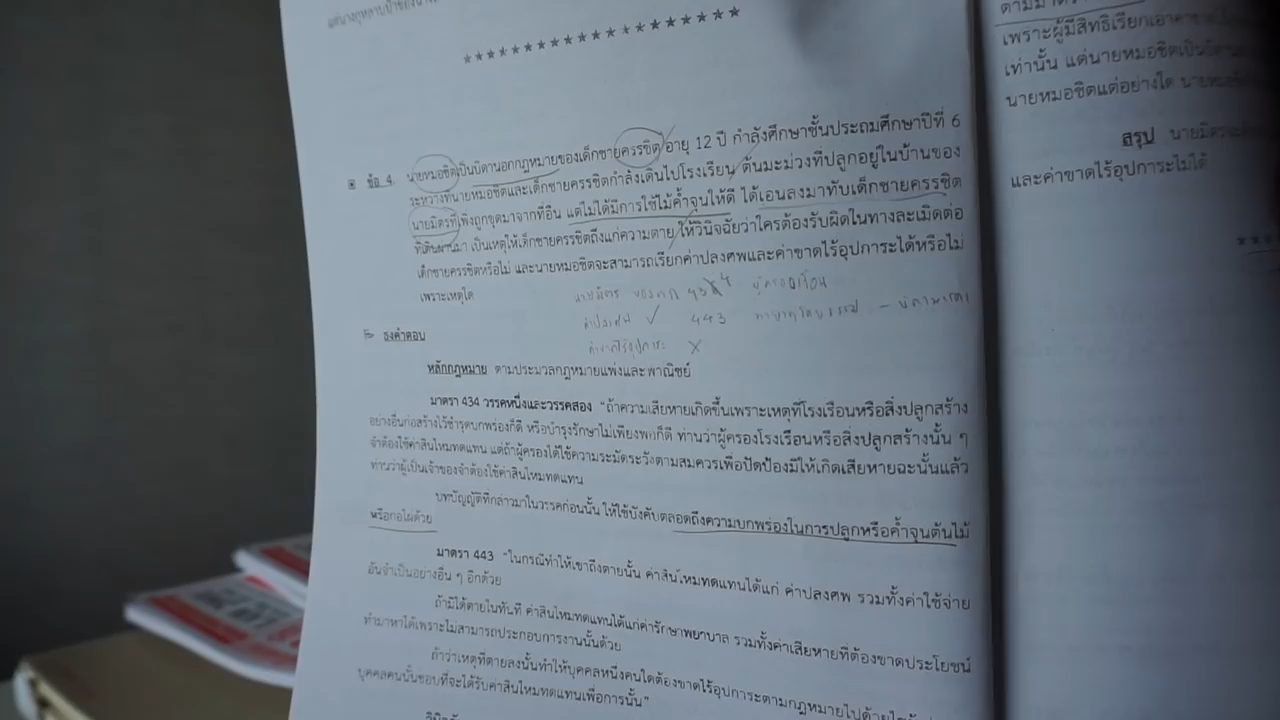 * * * * * * * * * * * * * * * * * * *
ข้อ 4. นายหมอชิตเป็นบิดานอกกฎหมายของเด็กชายครรชิต อายุ 12 ปี กำลังศึกษาชั้นประถมศึกษาปีที่ 6
ระหว่างที่นายหมอชิตและเด็กชายครรชิตกำลังเดินไปโรงเรียน ต้นมะม่วงที่ปลูกอยู่ในบ้านของ
นายมิตรที่เพิ่งถูกขุดมาจากที่อื่น แต่ไม่ได้มีการใช้ไม้ค้ำจุนให้ดี ได้เอนลงมาทับเด็กชายครรชิต
ที่เดินผ่านมา เป็นเหตุให้เด็กชายครรชิตถึงแก่ความตาย ให้วินิจฉัยว่าใครต้องรับผิดในทางละเมิดต่อ
เด็กชายครรชิตหรือไม่ และนายหมอชิตจะสามารถเรียกค่าปลงศพและค่าขาดไร้อุปการะได้หรือไม่
เพราะเหตุใด
นายมิตร 434
ค่าปลงศพ ✓ 443
ค่าขาดไร้อุปการะ X
ธงคำตอบ
หลักกฎหมาย ตามประมวลกฎหมายแพ่งและพาณิชย์
มาตรา 434 วรรคหนึ่งและวรรคสอง “ถ้าความเสียหายเกิดขึ้นเพราะเหตุที่โรงเรือนหรือสิ่งปลูกสร้าง
อย่างอื่นก่อสร้างไว้ชำรุดบกพร่องก็ดี หรือบำรุงรักษาไม่เพียงพอก็ดี ท่านว่าผู้ครองโรงเรือนหรือสิ่งปลูกสร้างนั้น ๆ
จำต้องใช้ค่าสินไหมทดแทน แต่ถ้าผู้ครองได้ใช้ความระมัดระวังตามสมควรเพื่อปัดป้องมิให้เกิดเสียหายฉะนั้นแล้ว
ท่านว่าผู้เป็นเจ้าของจำต้องใช้ค่าสินไหมทดแทน
บทบัญญัติที่กล่าวมาในวรรคก่อนนั้น ให้ใช้บังคับตลอดถึงความบกพร่องในการปลูกหรือค้ำจุนต้นไม้
หรือกอไผ่ด้วย
มาตรา 443 “ในกรณีทำให้เขาถึงตายนั้น ค่าสินไหมทดแทนได้แก่ ค่าปลงศพ รวมทั้งค่าใช้จ่าย
อันจำเป็นอย่างอื่น ๆ อีกด้วย
ถ้ามิได้ตายในทันที ค่าสินไหมทดแทนได้แก่ค่ารักษาพยาบาล รวมทั้งค่าเสียหายที่ต้องขาดประโยชน์
ทำมาหาได้เพราะไม่สามารถประกอบการงานนั้นด้วย
ถ้าว่าเหตุที่ตายลงนั้นทำให้บุคคลหนึ่งคนใดต้องขาดไร้อุปการะตามกฎหมายไปด้วย
บุคคลคนนั้นชอบที่จะได้รับค่าสินไหมทดแทนเพื่อการนั้น”
เพราะผู้มีสิทธิเรียกเอา
เท่านั้น แต่นายหมอชิตเป็นบิดา
นายหมอชิตแต่อย่างใด
สรุป นายมิตร
และค่าขาดไร้อุปการะไม่ได้